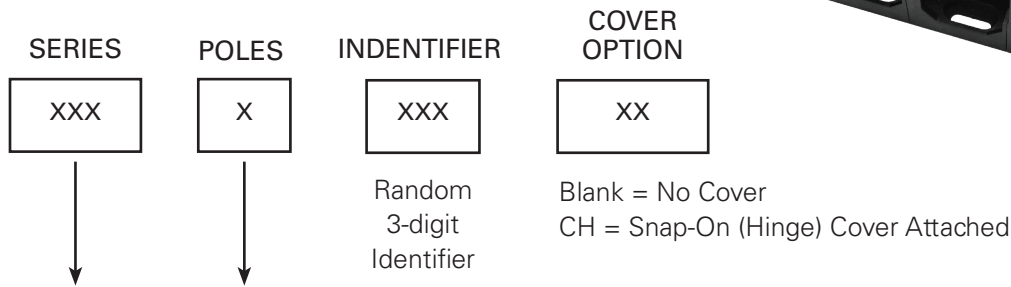 SERIES
POLES
INDENTIFIER
COVER
OPTION
XXX
X
XXX
XX
Random
3-digit
Identifier
Blank = No Cover
CH = Snap-On (Hinge) Cover Attached